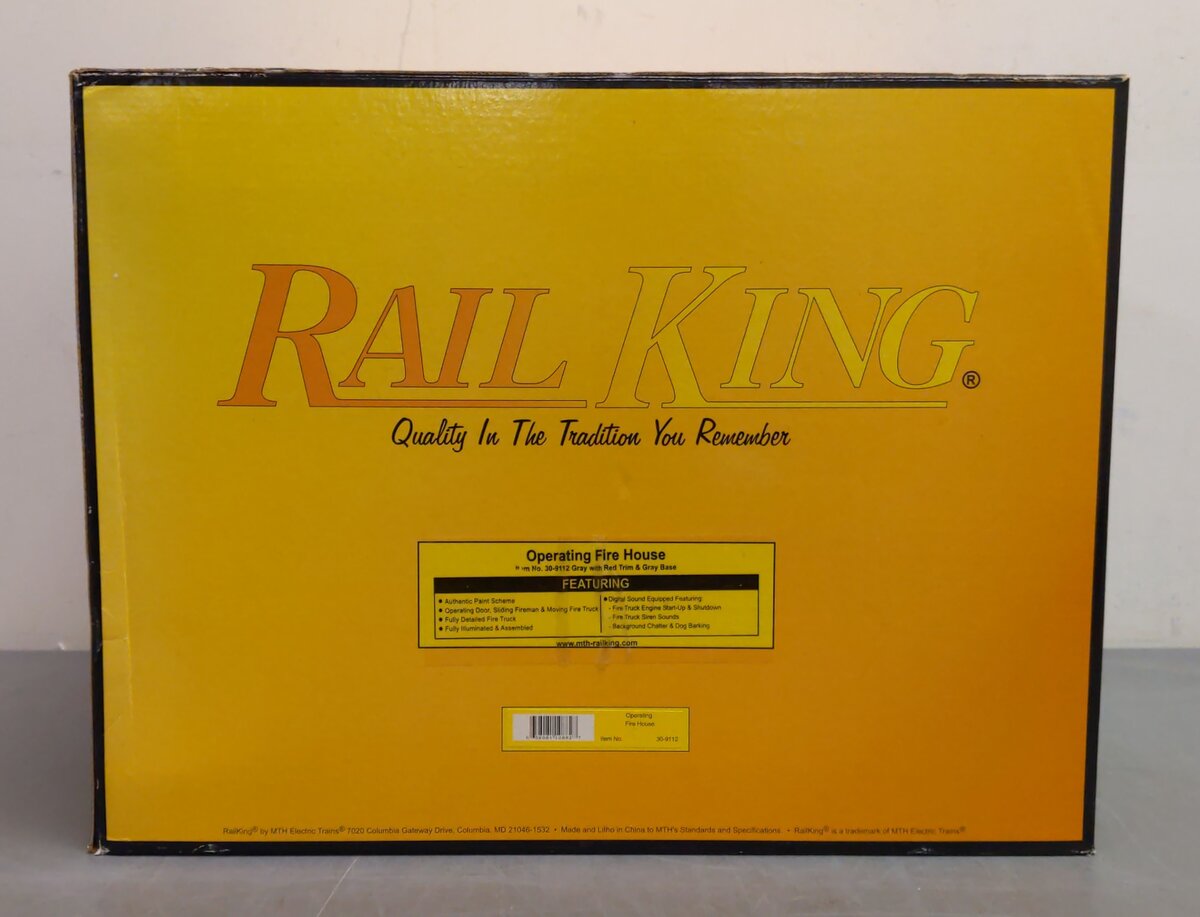 RAIL KING®
Quality In The Tradition You Remember
Operating Fire House
Item No. 30-9112 Gray with Red Trim & Gray Base
FEATURING
• Authentic Paint Scheme
• Operating Door, Sliding Fireman & Moving Fire Truck
• Fully Detailed Fire Truck
• Fully Illuminated & Assembled
• Digital Sound Equipped Featuring:
- Fire Truck Engine Start-Up & Shutdown
- Fire Truck Siren Sounds
- Background Chatter & Dog Barking
www.mth-railking.com
Operating
Fire House
Item No. 30-9112
RailKing® by MTH Electric Trains® 7020 Columbia Gateway Drive, Columbia, MD 21046-1532 • Made and Litho in China to MTH's Standards and Specifications. • RailKing® is a trademark of MTH Electric Trains®